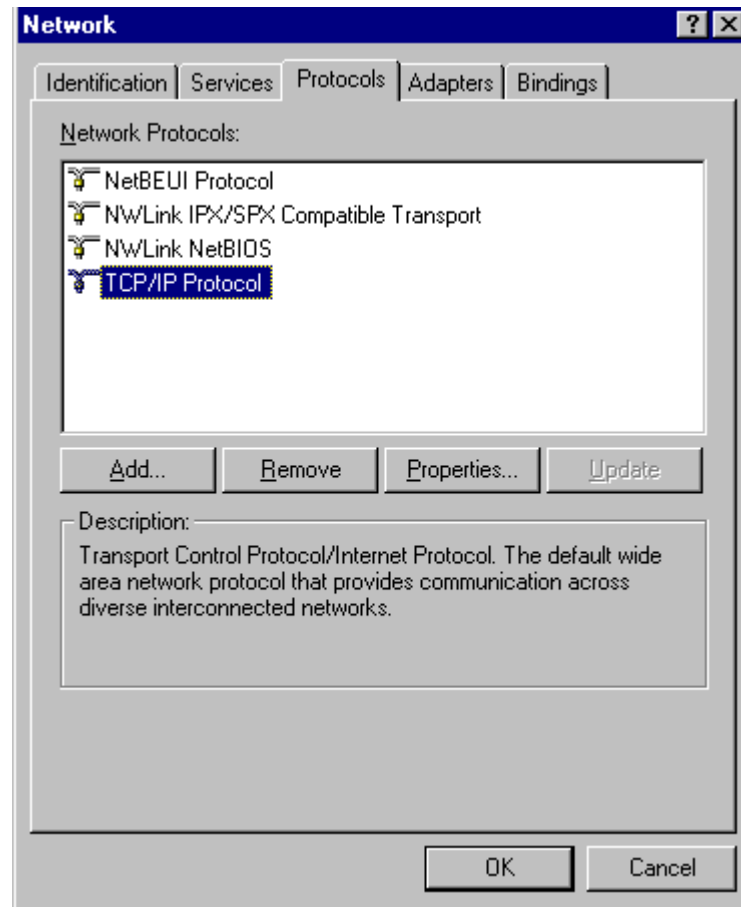 Network
Identification Services Protocols Adapters Bindings
Network Protocols:
NetBEUI Protocol
NWLink IPX/SPX Compatible Transport
NWLink NetBIOS
TCP/IP Protocol
Add... Remove Properties... Update
Description:
Transport Control Protocol/Internet Protocol. The default wide
area network protocol that provides communication across
diverse interconnected networks.
OK Cancel